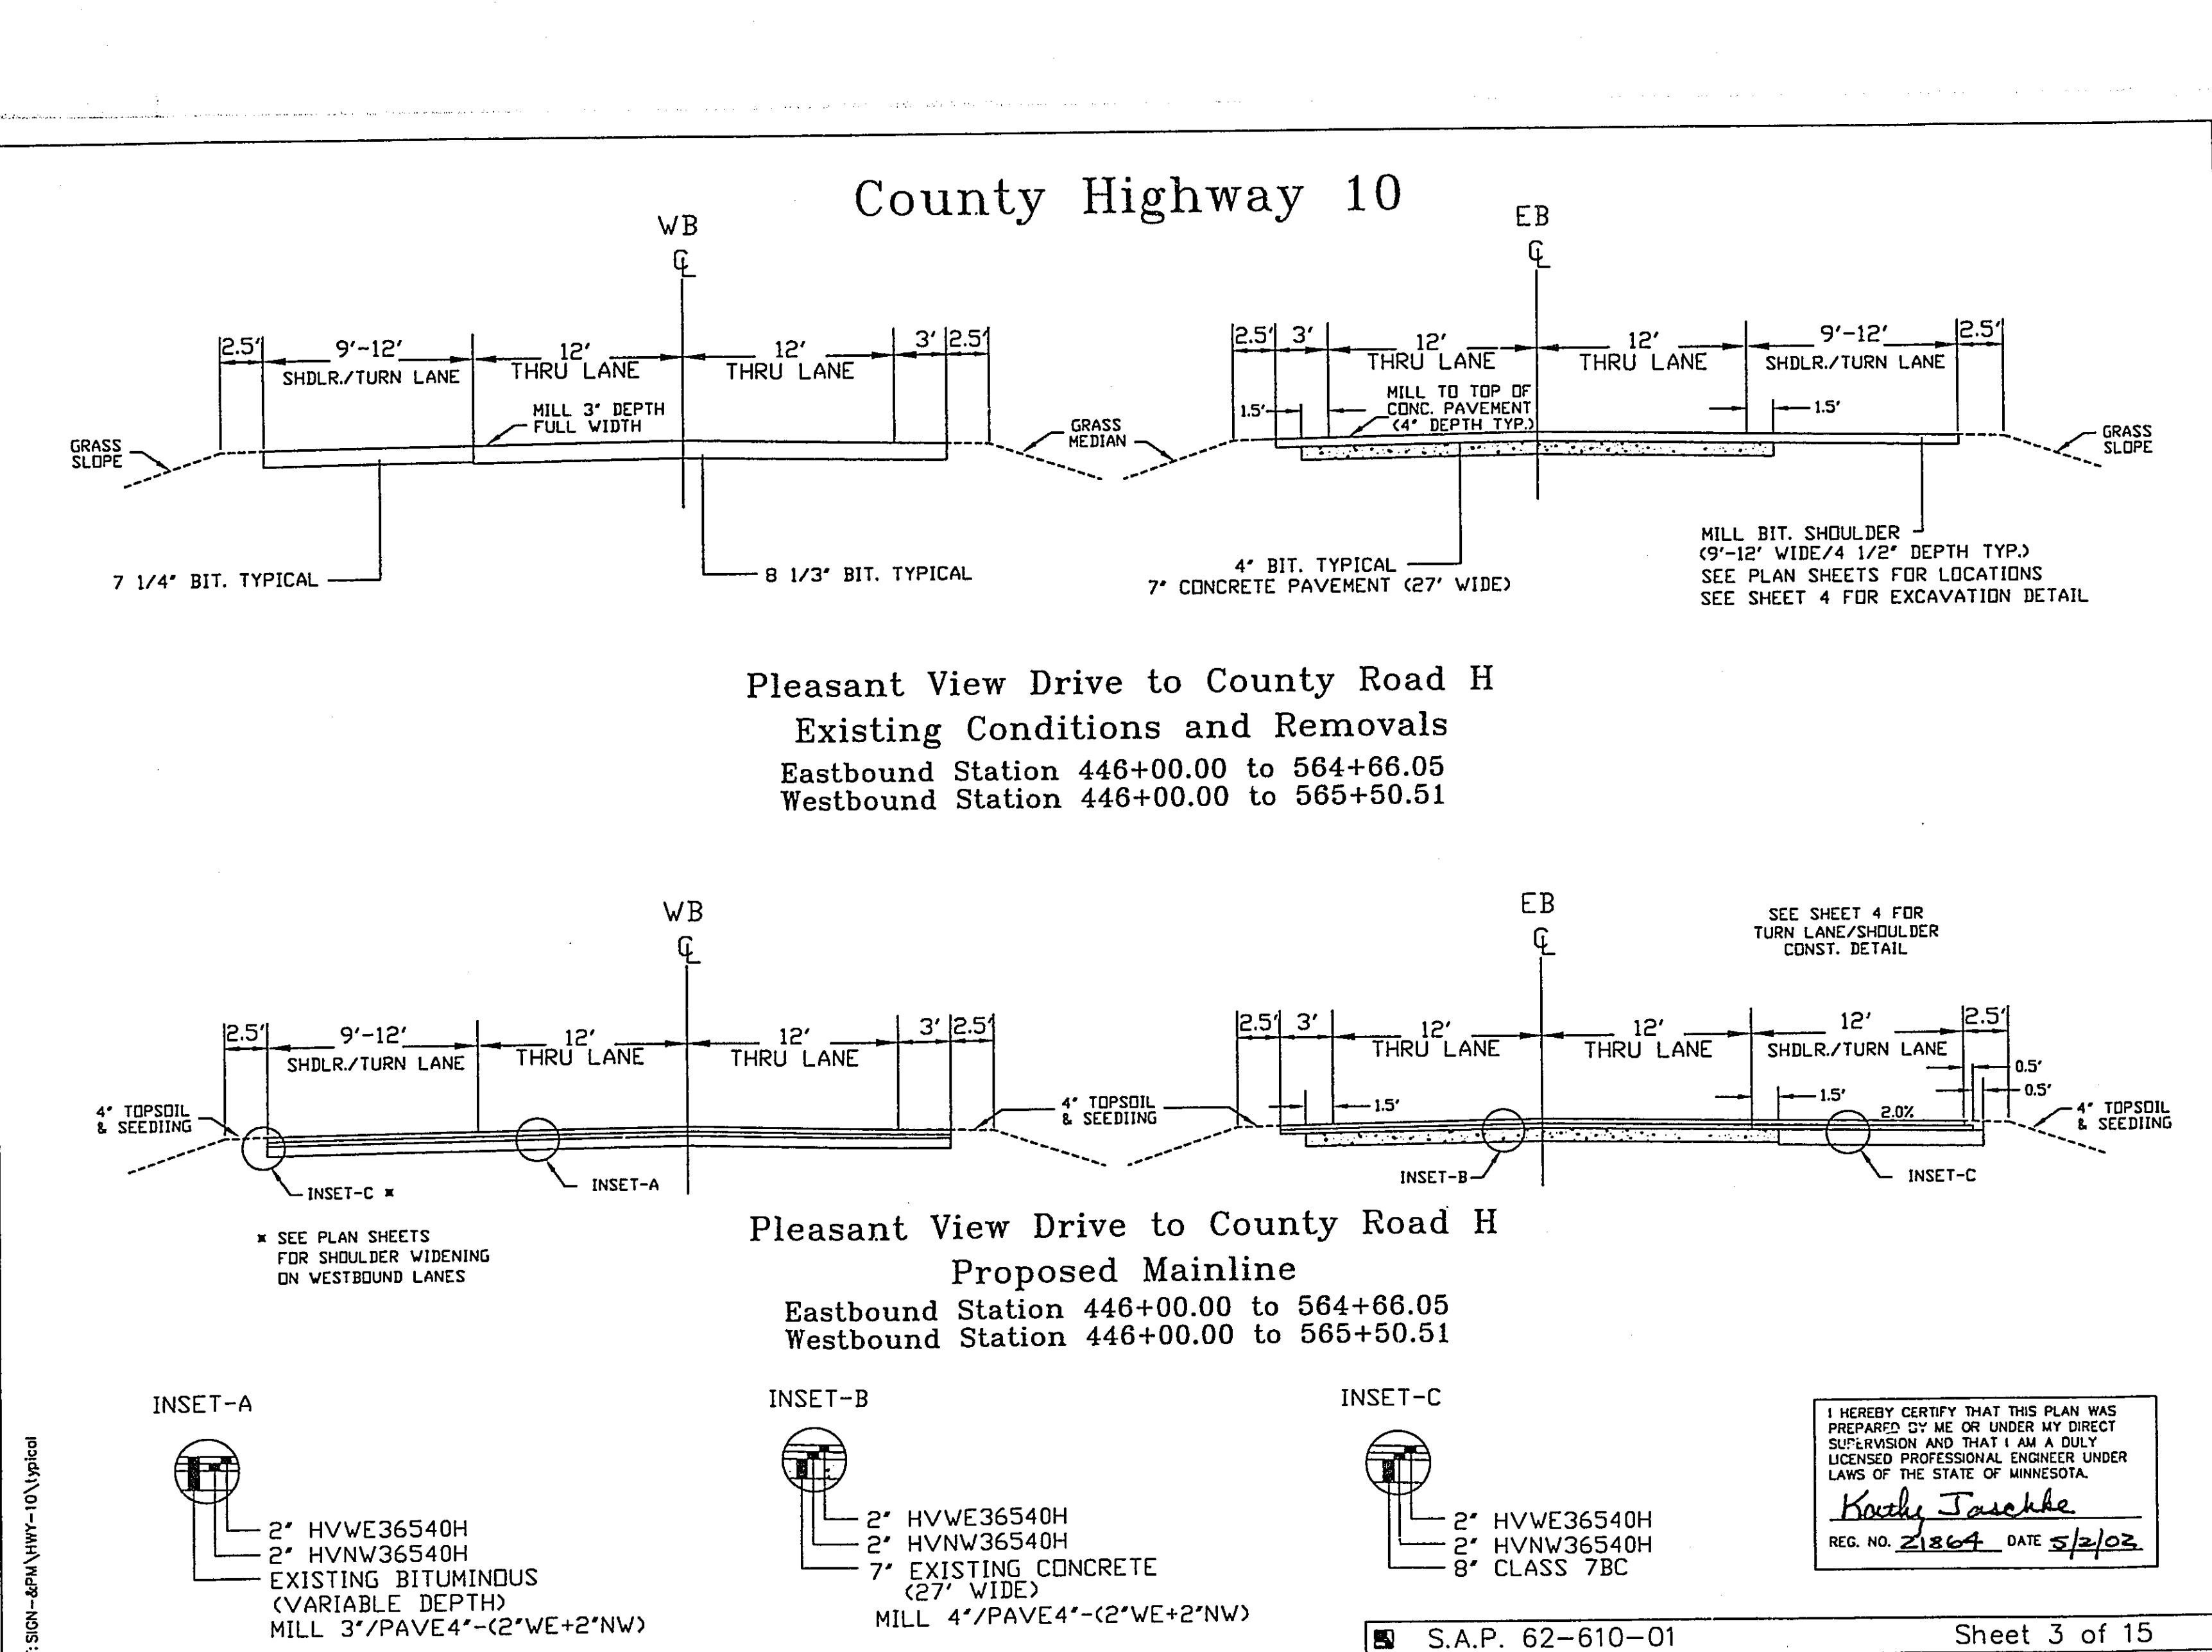 County Highway 10
WB
CL
EB
CL
2.5' 9'-12' 12' 12' 3' 2.5'
SHDLR./TURN LANE THRU LANE THRU LANE
MILL 3" DEPTH
FULL WIDTH
GRASS
SLOPE
GRASS
MEDIAN
7 1/4" BIT. TYPICAL
8 1/3" BIT. TYPICAL
2.5' 3' 12' 12' 9'-12' 2.5'
THRU LANE THRU LANE SHDLR./TURN LANE
1.5'
MILL TO TOP OF
CONC. PAVEMENT
(4" DEPTH TYP.)
1.5'
GRASS
SLOPE
4" BIT. TYPICAL
7" CONCRETE PAVEMENT (27' WIDE)
MILL BIT. SHOULDER
(9'-12' WIDE/4 1/2" DEPTH TYP.)
SEE PLAN SHEETS FOR LOCATIONS
SEE SHEET 4 FOR EXCAVATION DETAIL
Pleasant View Drive to County Road H
Existing Conditions and Removals
Eastbound Station 446+00.00 to 564+66.05
Westbound Station 446+00.00 to 565+50.51
WB
CL
EB
CL
SEE SHEET 4 FOR
TURN LANE/SHOULDER
CONST. DETAIL
2.5' 9'-12' 12' 12' 3' 2.5'
SHDLR./TURN LANE THRU LANE THRU LANE
4" TOPSOIL
& SEEDIING
INSET-C *
INSET-A
4" TOPSOIL
& SEEDIING
* SEE PLAN SHEETS
FOR SHOULDER WIDENING
ON WESTBOUND LANES
2.5' 3' 12' 12' 12' 2.5'
THRU LANE THRU LANE SHDLR./TURN LANE
0.5'
0.5'
1.5'
1.5'
2.0%
4" TOPSOIL
& SEEDIING
INSET-B
INSET-C
Pleasant View Drive to County Road H
Proposed Mainline
Eastbound Station 446+00.00 to 564+66.05
Westbound Station 446+00.00 to 565+50.51
INSET-A
2" HVWE36540H
2" HVNW36540H
EXISTING BITUMINOUS
(VARIABLE DEPTH)
MILL 3"/PAVE4"-(2"WE+2"NW)
INSET-B
2" HVWE36540H
2" HVNW36540H
7" EXISTING CONCRETE
(27' WIDE)
MILL 4"/PAVE4"-(2"WE+2"NW)
INSET-C
2" HVWE36540H
2" HVNW36540H
8" CLASS 7BC
I HEREBY CERTIFY THAT THIS PLAN WAS
PREPARED BY ME OR UNDER MY DIRECT
SUPERVISION AND THAT I AM A DULY
LICENSED PROFESSIONAL ENGINEER UNDER
LAWS OF THE STATE OF MINNESOTA.
Kathy Jaschke
REG. NO. 21864 DATE 5/2/02
S.A.P. 62-610-01
Sheet 3 of 15
: SIGN-&PM\HWY-10\typical